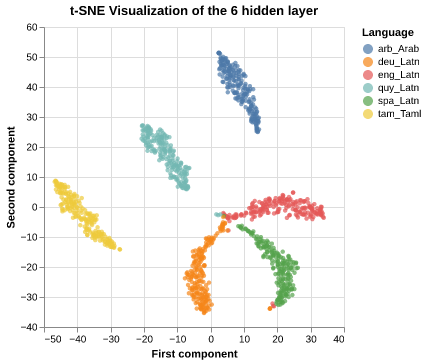 t-SNE Visualization of the 6 hidden layer
Language
arb_Arab
deu_Latn
eng_Latn
quy_Latn
spa_Latn
tam_Taml
Second component
60
50
40
30
20
10
0
−10
−20
−30
−40
−50 −40 −30 −20 −10 0 10 20 30 40
First component